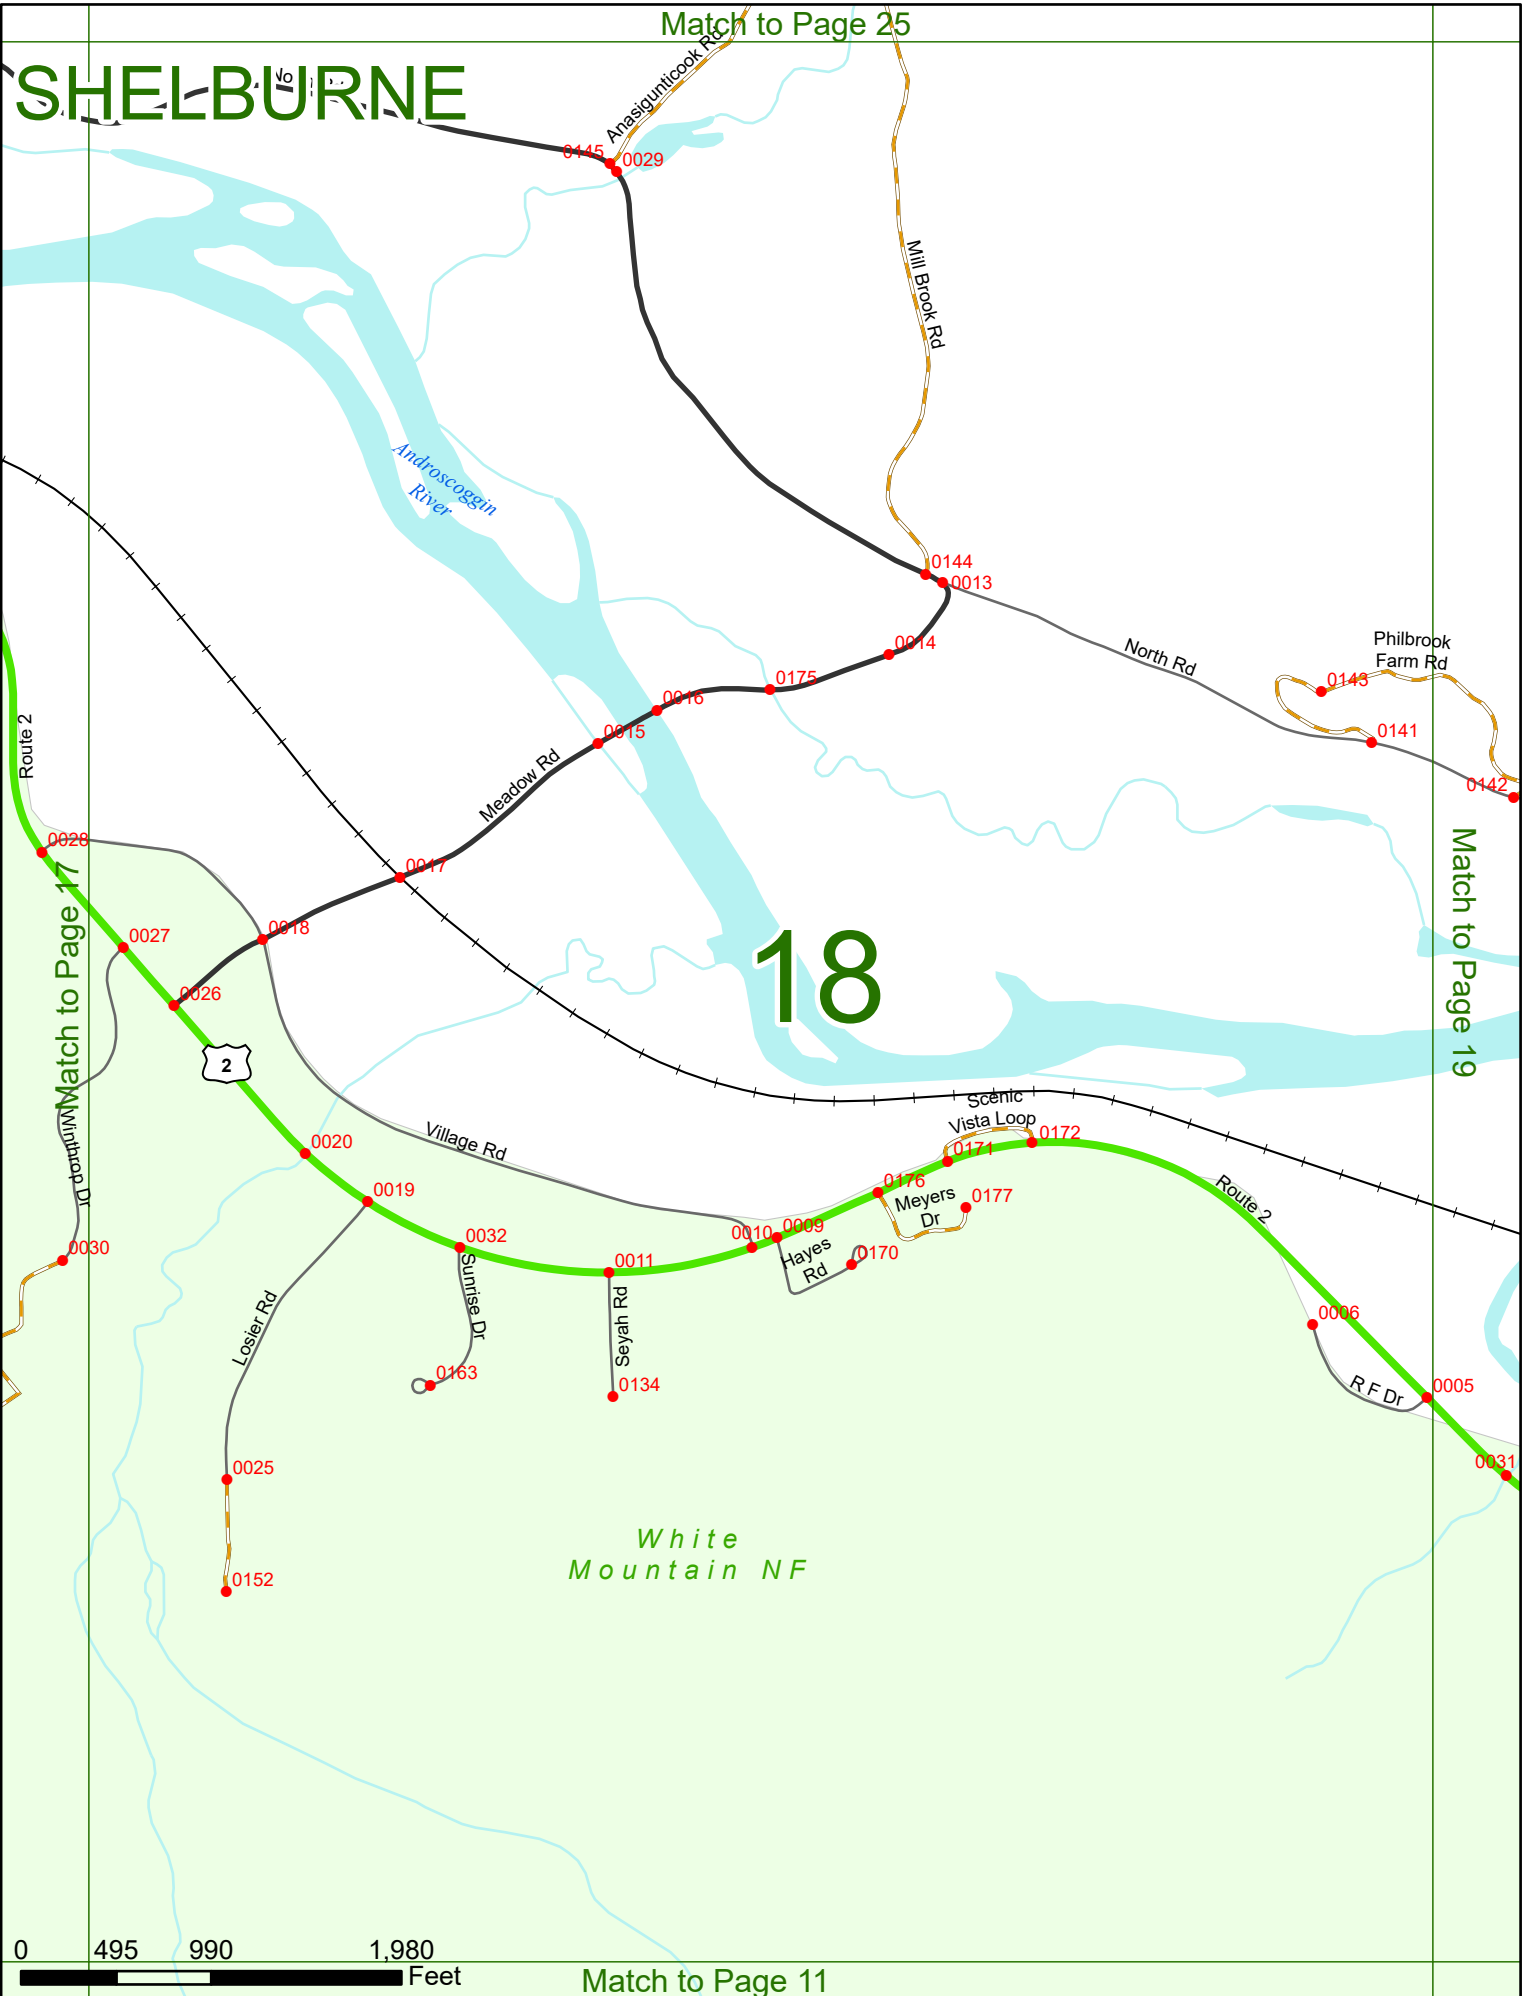 Match to Page 25
SHELBURNE
Anasigunticook Rd
0145
0029
Mill Brook Rd
Androscoggin
River
0144
0013
0014
North Rd
Philbrook
Farm Rd
0143
0175
0016
0015
0141
0142
Route 2
Meadow Rd
0028
0017
Match to Page 17
Match to Page 19
0018
0027
18
0026
2
Scenic
Vista Loop
Winthrop Dr
0020
Village Rd
0172
0171
0019
0176
Meyers
Dr
0177
Route 2
0030
0032
0010
0009
Hayes
Rd
0170
0011
Sunrise Dr
Seyah Rd
Losier Rd
0006
0163
0134
R F Dr
0005
0025
0031
White
Mountain NF
0152
0 495 990 1,980
Feet
Match to Page 11